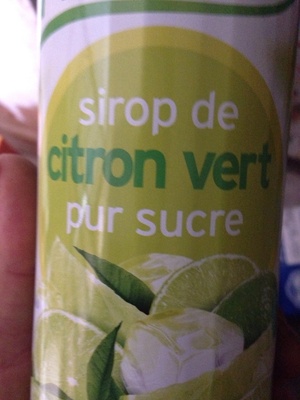 sirop de
citron vert
pur sucre